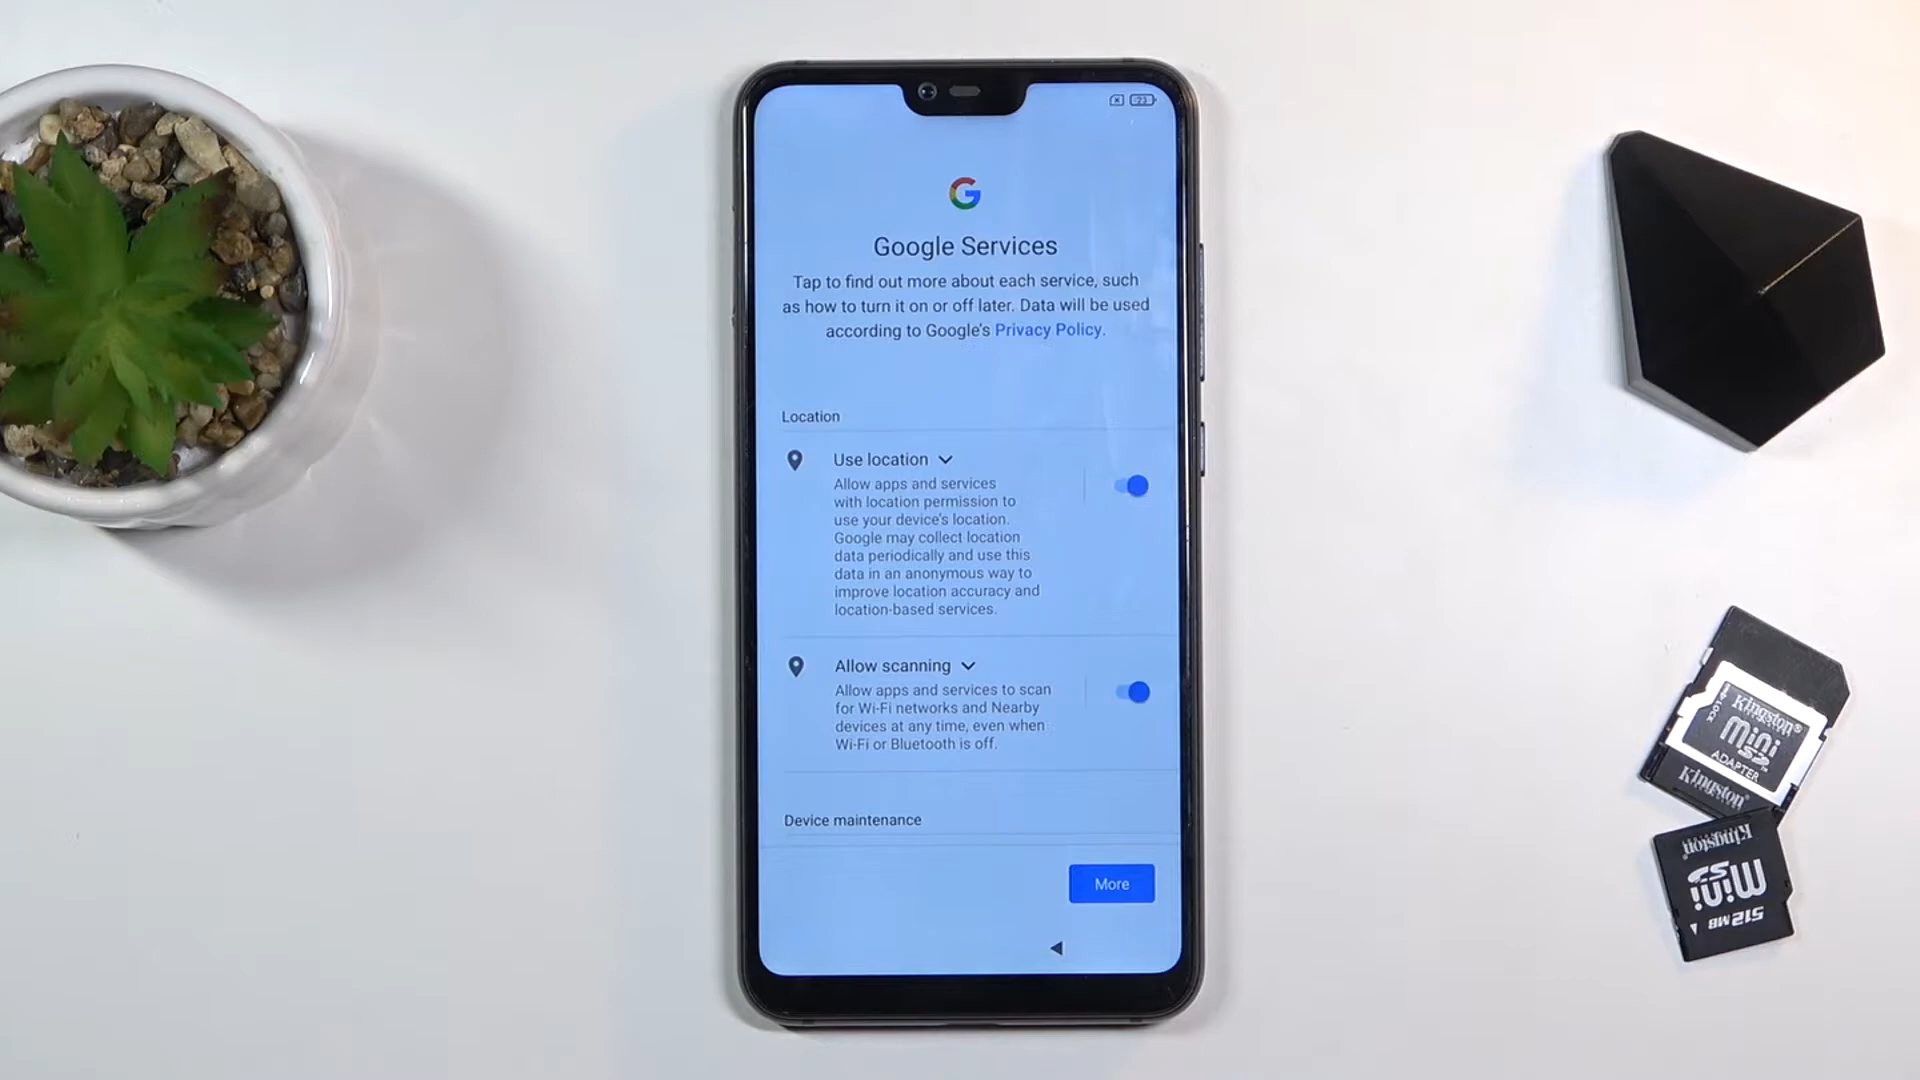 23
G
Google Services
Tap to find out more about each service, such
as how to turn it on or off later. Data will be used
according to Google's Privacy Policy.
Location
Use location
Allow apps and services
with location permission to
use your device's location.
Google may collect location
data periodically and use this
data in an anonymous way to
improve location accuracy and
location-based services.
Allow scanning
Allow apps and services to scan
for Wi-Fi networks and Nearby
devices at any time, even when
Wi-Fi or Bluetooth is off.
Device maintenance
More
LOCK
Kingston®
mini
SD
ADAPTER
Kingston
Kingston
mini
SD
512 MB